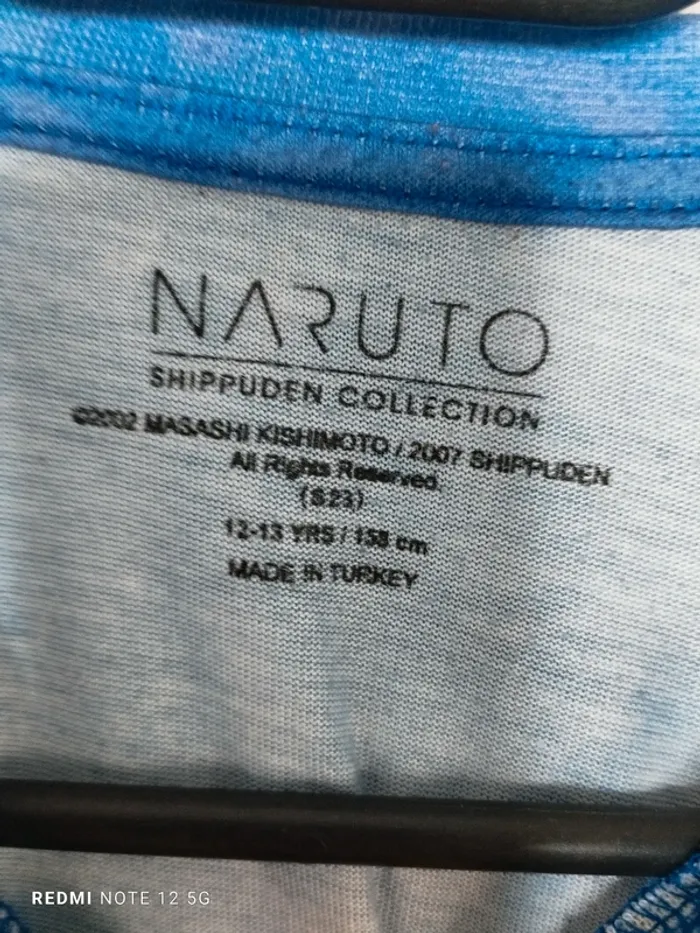 NARUTO
SHIPPUDEN COLLECTION
©2002 MASASHI KISHIMOTO / 2007 SHIPPUDEN
All Rights Reserved.
(S23)
12-13 YRS / 158 cm
MADE IN TURKEY
REDMI NOTE 12 5G